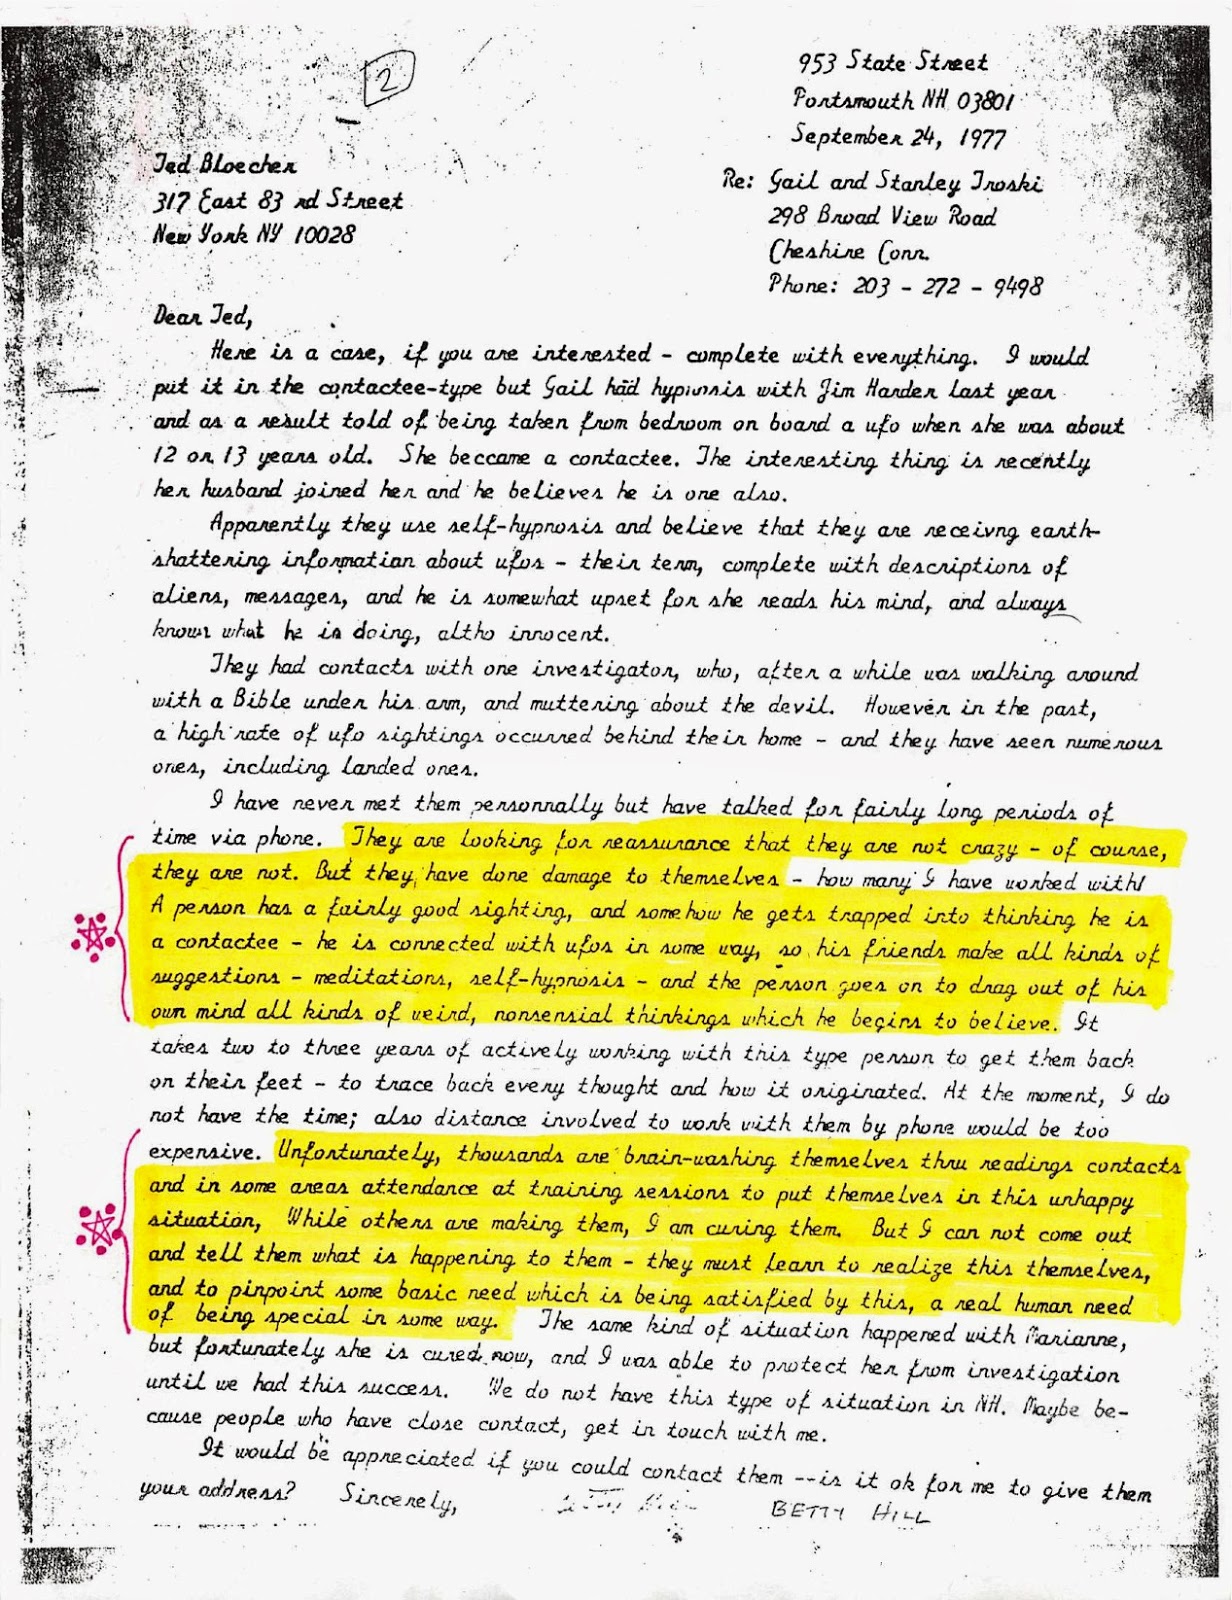 2
953 State Street
Portsmouth NH 03801
September 24, 1977
Ted Bloecher
317 East 83 rd Street
New York NY 10028
Re: Gail and Stanley Troski
298 Broad View Road
Cheshire Conn.
Phone: 203 - 272 - 9498
Dear Ted,
Here is a case, if you are interested - complete with everything. I would
put it in the contactee-type but Gail had hypnosis with Jim Harder last year
and as a result told of being taken from bedroom on board a ufo when she was about
12 or 13 years old. She beccame a contactee. The interesting thing is recently
her husband joined her and he believes he is one also.
Apparently they use self-hypnosis and believe that they are receivng earth-
shattering information about ufos - their term, complete with descriptions of
aliens, messages, and he is somewhat upset for she reads his mind, and always
knows what he is doing, altho innocent.
They had contacts with one investigator, who, after a while was walking around
with a Bible under his arm, and muttering about the devil. However in the past,
a high rate of ufo sightings occurred behind their home - and they have seen numerous
ones, including landed ones.
I have never met them personnally but have talked for fairly long periods of
time via phone. They are looking for reassurance that they are not crazy - of course,
they are not. But they have done damage to themselves - how many I have worked with!
A person has a fairly good sighting, and somehow he gets trapped into thinking he is
a contactee - he is connected with ufos in some way, so his friends make all kinds of
suggestions - meditations, self-hypnosis - and the person goes on to drag out of his
own mind all kinds of weird, nonsensial thinkings which he begins to believe. It
takes two to three years of actively working with this type person to get them back
on their feet - to trace back every thought and how it originated. At the moment, I do
not have the time; also distance involved to work with them by phone would be too
expensive. Unfortunately, thousands are brain-washing themselves thru readings contacts
and in some areas attendance at training sessions to put themselves in this unhappy
situation, While others are making them, I am curing them. But I can not come out
and tell them what is happening to them - they must learn to realize this themselves,
and to pinpoint some basic need which is being satisfied by this, a real human need
of being special in some way. The same kind of situation happened with Marianne,
but fortunately she is cured now, and I was able to protect her from investigation
until we had this success. We do not have this type of situation in NH. Maybe be-
cause people who have close contact, get in touch with me.
It would be appreciated if you could contact them -- is it ok for me to give them
your address? Sincerely,
BETTY HILL